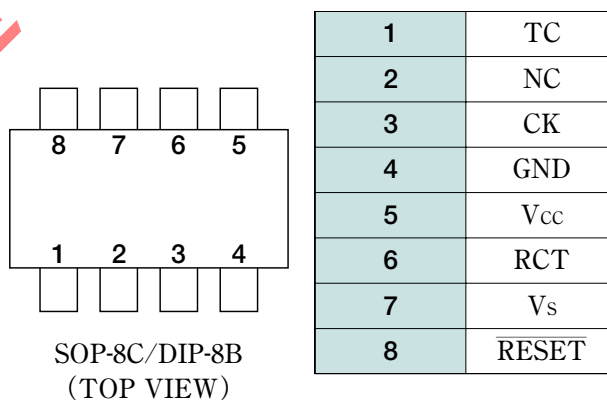 8 7 6 5
1 2 3 4
SOP-8C/DIP-8B
(TOP VIEW)
1 TC
2 NC
3 CK
4 GND
5 Vcc
6 RCT
7 Vs
8 R̅E̅S̅E̅T̅